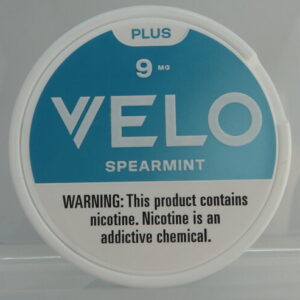 PLUS
9 MG
VELO
SPEARMINT
WARNING: This product contains
nicotine. Nicotine is an
addictive chemical.